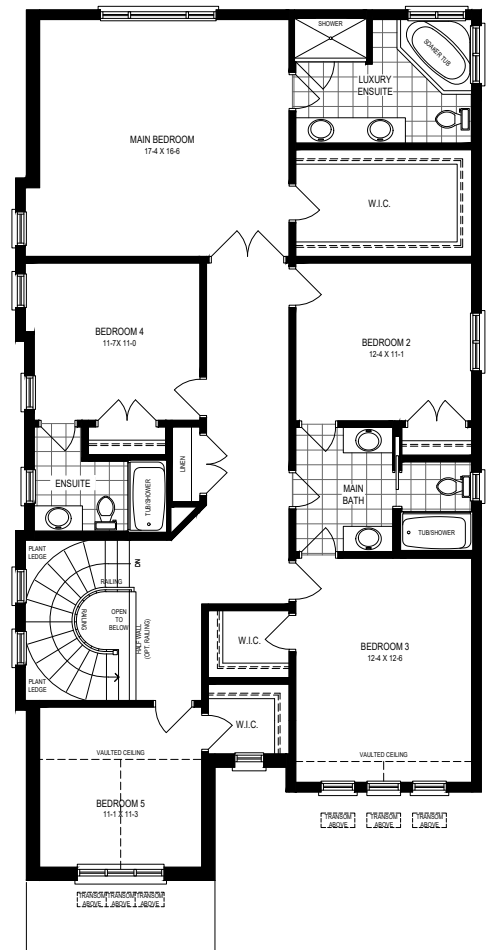 SHOWER
SOAKER TUB
LUXURY
ENSUITE
MAIN BEDROOM
17-4 X 16-6
W.I.C.
BEDROOM 4
11-7X 11-0
BEDROOM 2
12-4 X 11-1
LINEN
ENSUITE
TUB/SHOWER
MAIN
BATH
TUB/SHOWER
PLANT
LEDGE
DN
RAILING
OPEN
TO
BELOW
RAILING
HALF WALL
(OPT. RAILING)
PLANT
LEDGE
W.I.C.
BEDROOM 3
12-4 X 12-6
W.I.C.
VAULTED CEILING
VAULTED CEILING
BEDROOM 5
11-1 X 11-3
TRANSOM
ABOVE
TRANSOM
ABOVE
TRANSOM
ABOVE
TRANSOM
ABOVE
TRANSOM
ABOVE
TRANSOM
ABOVE